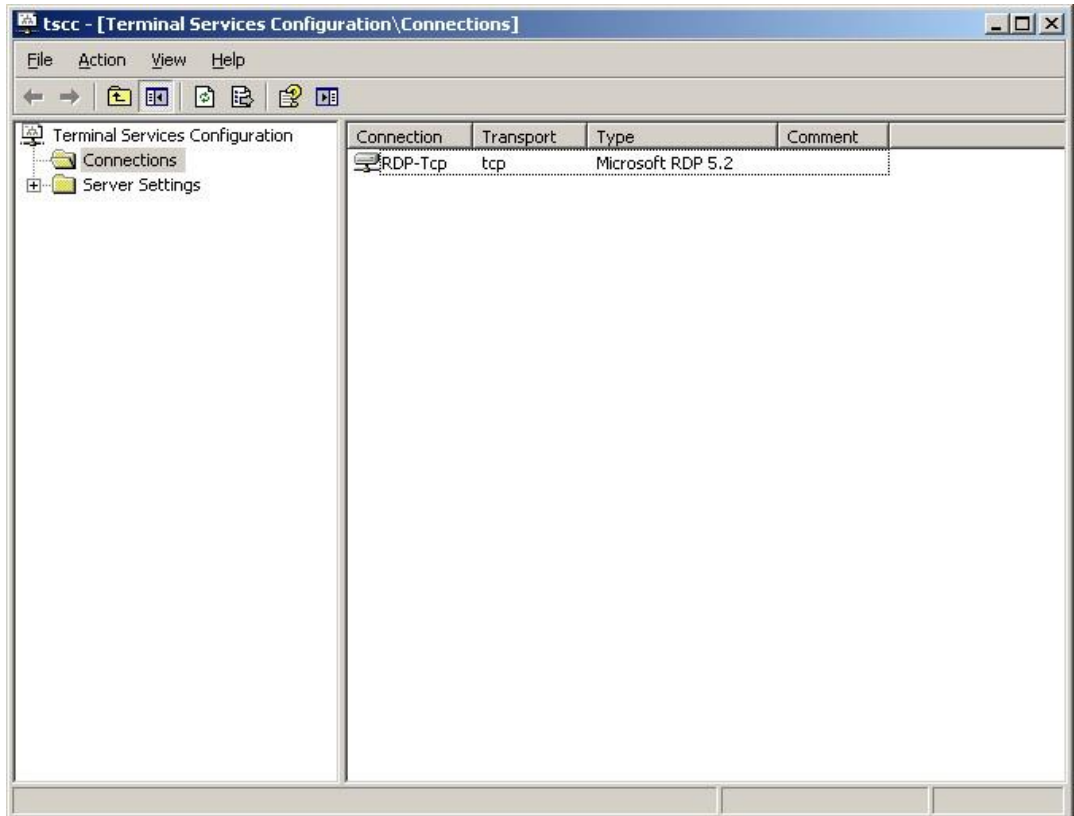 tscc - [Terminal Services Configuration\Connections]
File Action View Help
Terminal Services Configuration
Connections
Server Settings
Connection Transport Type Comment
RDP-Tcp tcp Microsoft RDP 5.2